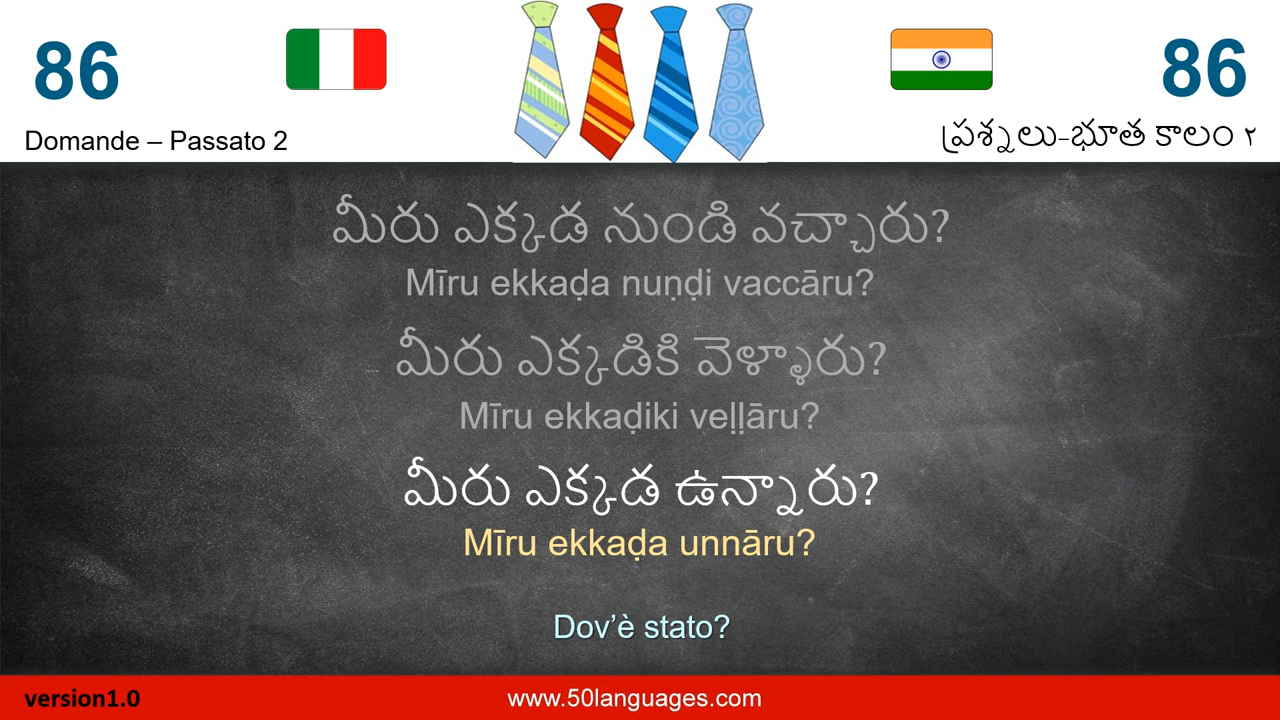 86
86
Domande – Passato 2
ప్రశ్నలు-భూత కాలం ౨
మీరు ఎక్కడ నుండి వచ్చారు?
Mīru ekkaḍa nuṇḍi vaccāru?
మీరు ఎక్కడికి వెళ్ళారు?
Mīru ekkaḍiki veḷḷāru?
మీరు ఎక్కడ ఉన్నారు?
Mīru ekkaḍa unnāru?
Dov’è stato?
version1.0
www.50languages.com